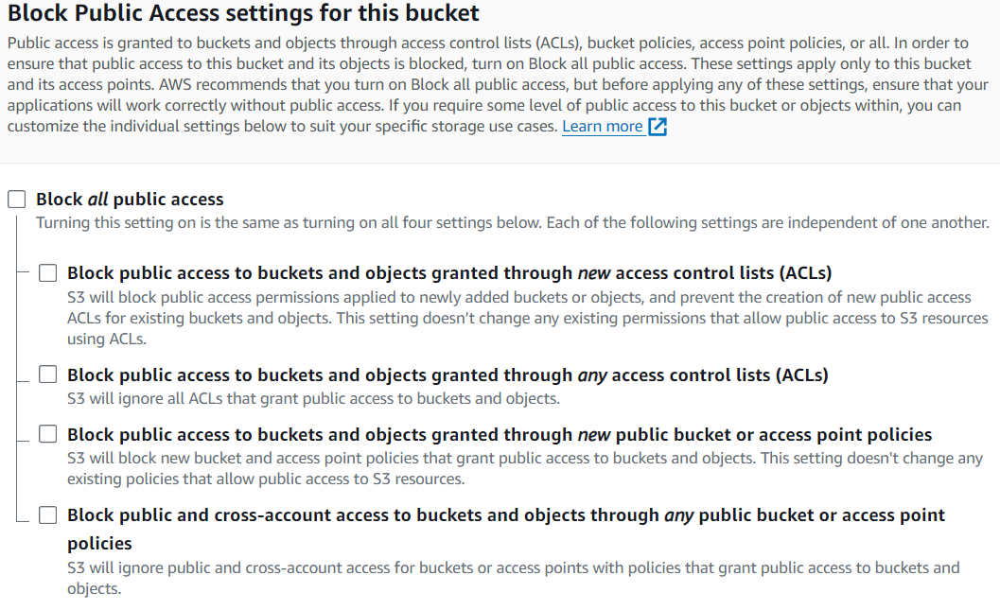 Block Public Access settings for this bucket
Public access is granted to buckets and objects through access control lists (ACLs), bucket policies, access point policies, or all. In order to
ensure that public access to this bucket and its objects is blocked, turn on Block all public access. These settings apply only to this bucket
and its access points. AWS recommends that you turn on Block all public access, but before applying any of these settings, ensure that your
applications will work correctly without public access. If you require some level of public access to this bucket or objects within, you can
customize the individual settings below to suit your specific storage use cases. Learn more
Block all public access
Turning this setting on is the same as turning on all four settings below. Each of the following settings are independent of one another.
Block public access to buckets and objects granted through new access control lists (ACLs)
S3 will block public access permissions applied to newly added buckets or objects, and prevent the creation of new public access
ACLs for existing buckets and objects. This setting doesn’t change any existing permissions that allow public access to S3 resources
using ACLs.
Block public access to buckets and objects granted through any access control lists (ACLs)
S3 will ignore all ACLs that grant public access to buckets and objects.
Block public access to buckets and objects granted through new public bucket or access point policies
S3 will block new bucket and access point policies that grant public access to buckets and objects. This setting doesn't change any
existing policies that allow public access to S3 resources.
Block public and cross-account access to buckets and objects through any public bucket or access point
policies
S3 will ignore public and cross-account access for buckets or access points with policies that grant public access to buckets and
objects.